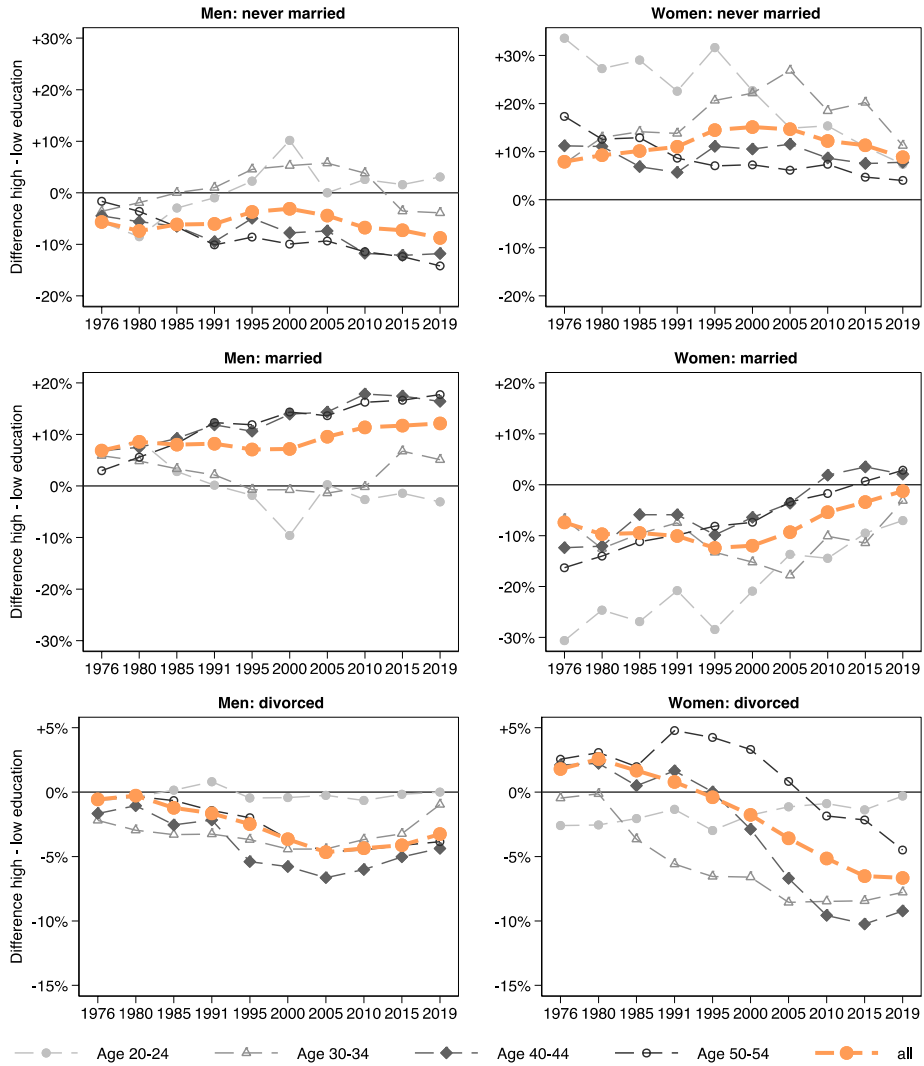 Men: never married
Women: never married
Difference high - low education
+30%
+20%
+10%
0%
-10%
-20%
+30%
+20%
+10%
0%
-10%
-20%
1976 1980 1985 1991 1995 2000 2005 2010 2015 2019
1976 1980 1985 1991 1995 2000 2005 2010 2015 2019
Men: married
Women: married
Difference high - low education
+20%
+10%
0%
-10%
-20%
-30%
+20%
+10%
0%
-10%
-20%
-30%
1976 1980 1985 1991 1995 2000 2005 2010 2015 2019
1976 1980 1985 1991 1995 2000 2005 2010 2015 2019
Men: divorced
Women: divorced
Difference high - low education
+5%
0%
-5%
-10%
-15%
+5%
0%
-5%
-10%
-15%
1976 1980 1985 1991 1995 2000 2005 2010 2015 2019
1976 1980 1985 1991 1995 2000 2005 2010 2015 2019
Age 20-24 Age 30-34 Age 40-44 Age 50-54 all